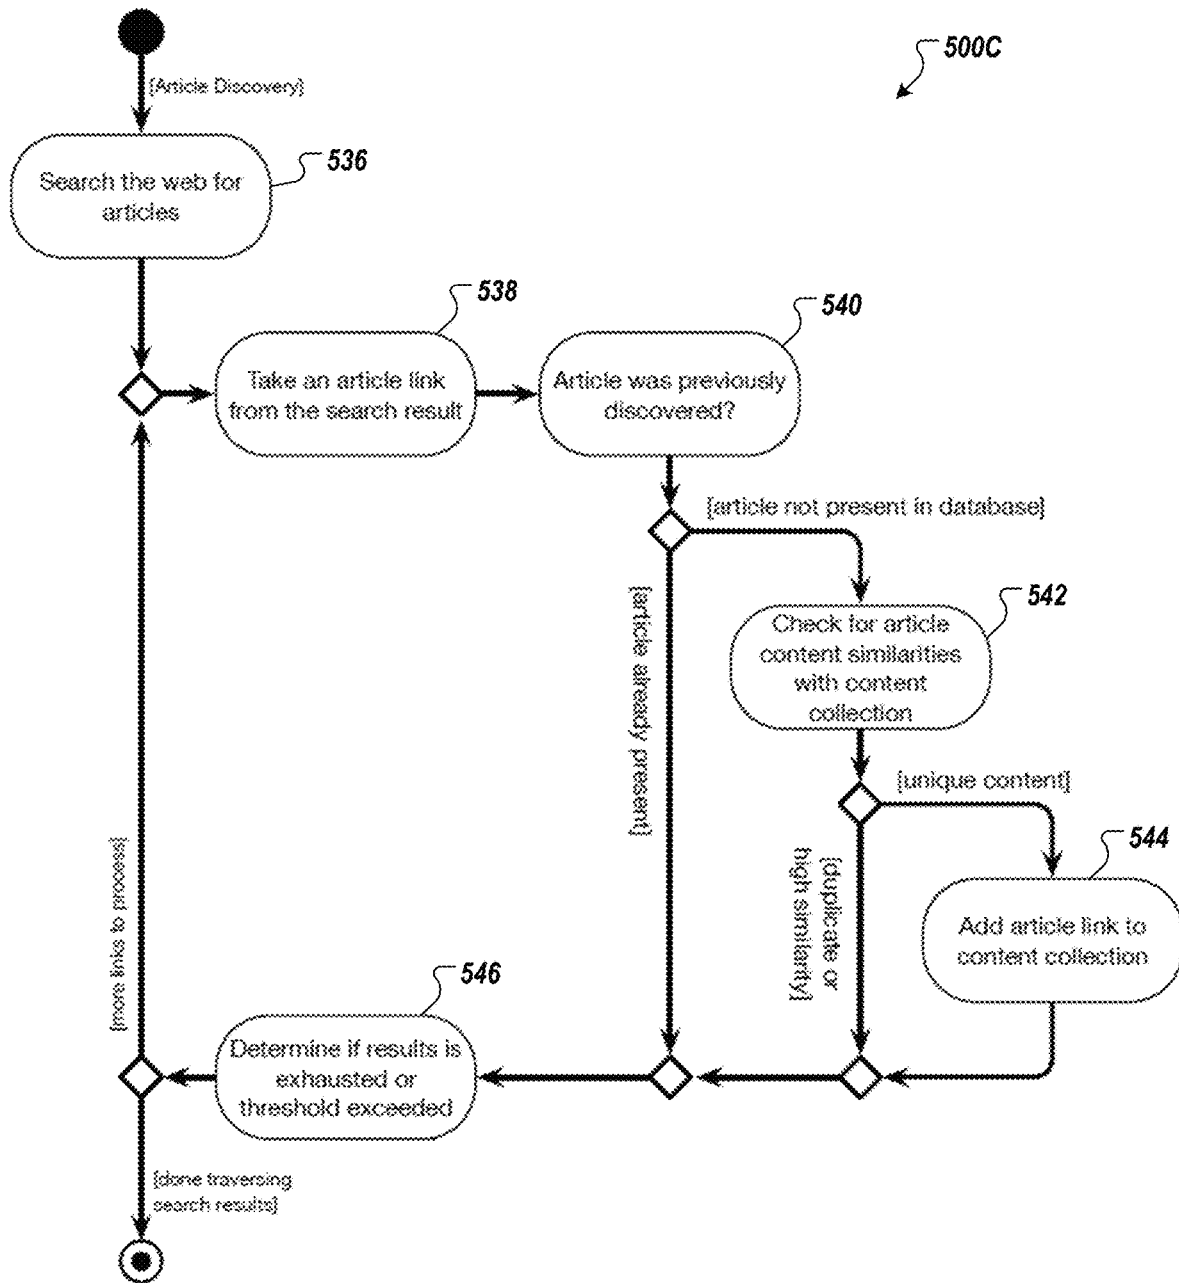 500C
[Article Discovery]
536
Search the web for
articles
538
Take an article link
from the search result
540
Article was previously
discovered?
[article not present in database]
[article already present]
542
Check for article
content similarities
with content
collection
[unique content]
[duplicate or
high similarity]
544
Add article link to
content collection
546
Determine if results is
exhausted or
threshold exceeded
[more links to process]
[done traversing
search results]